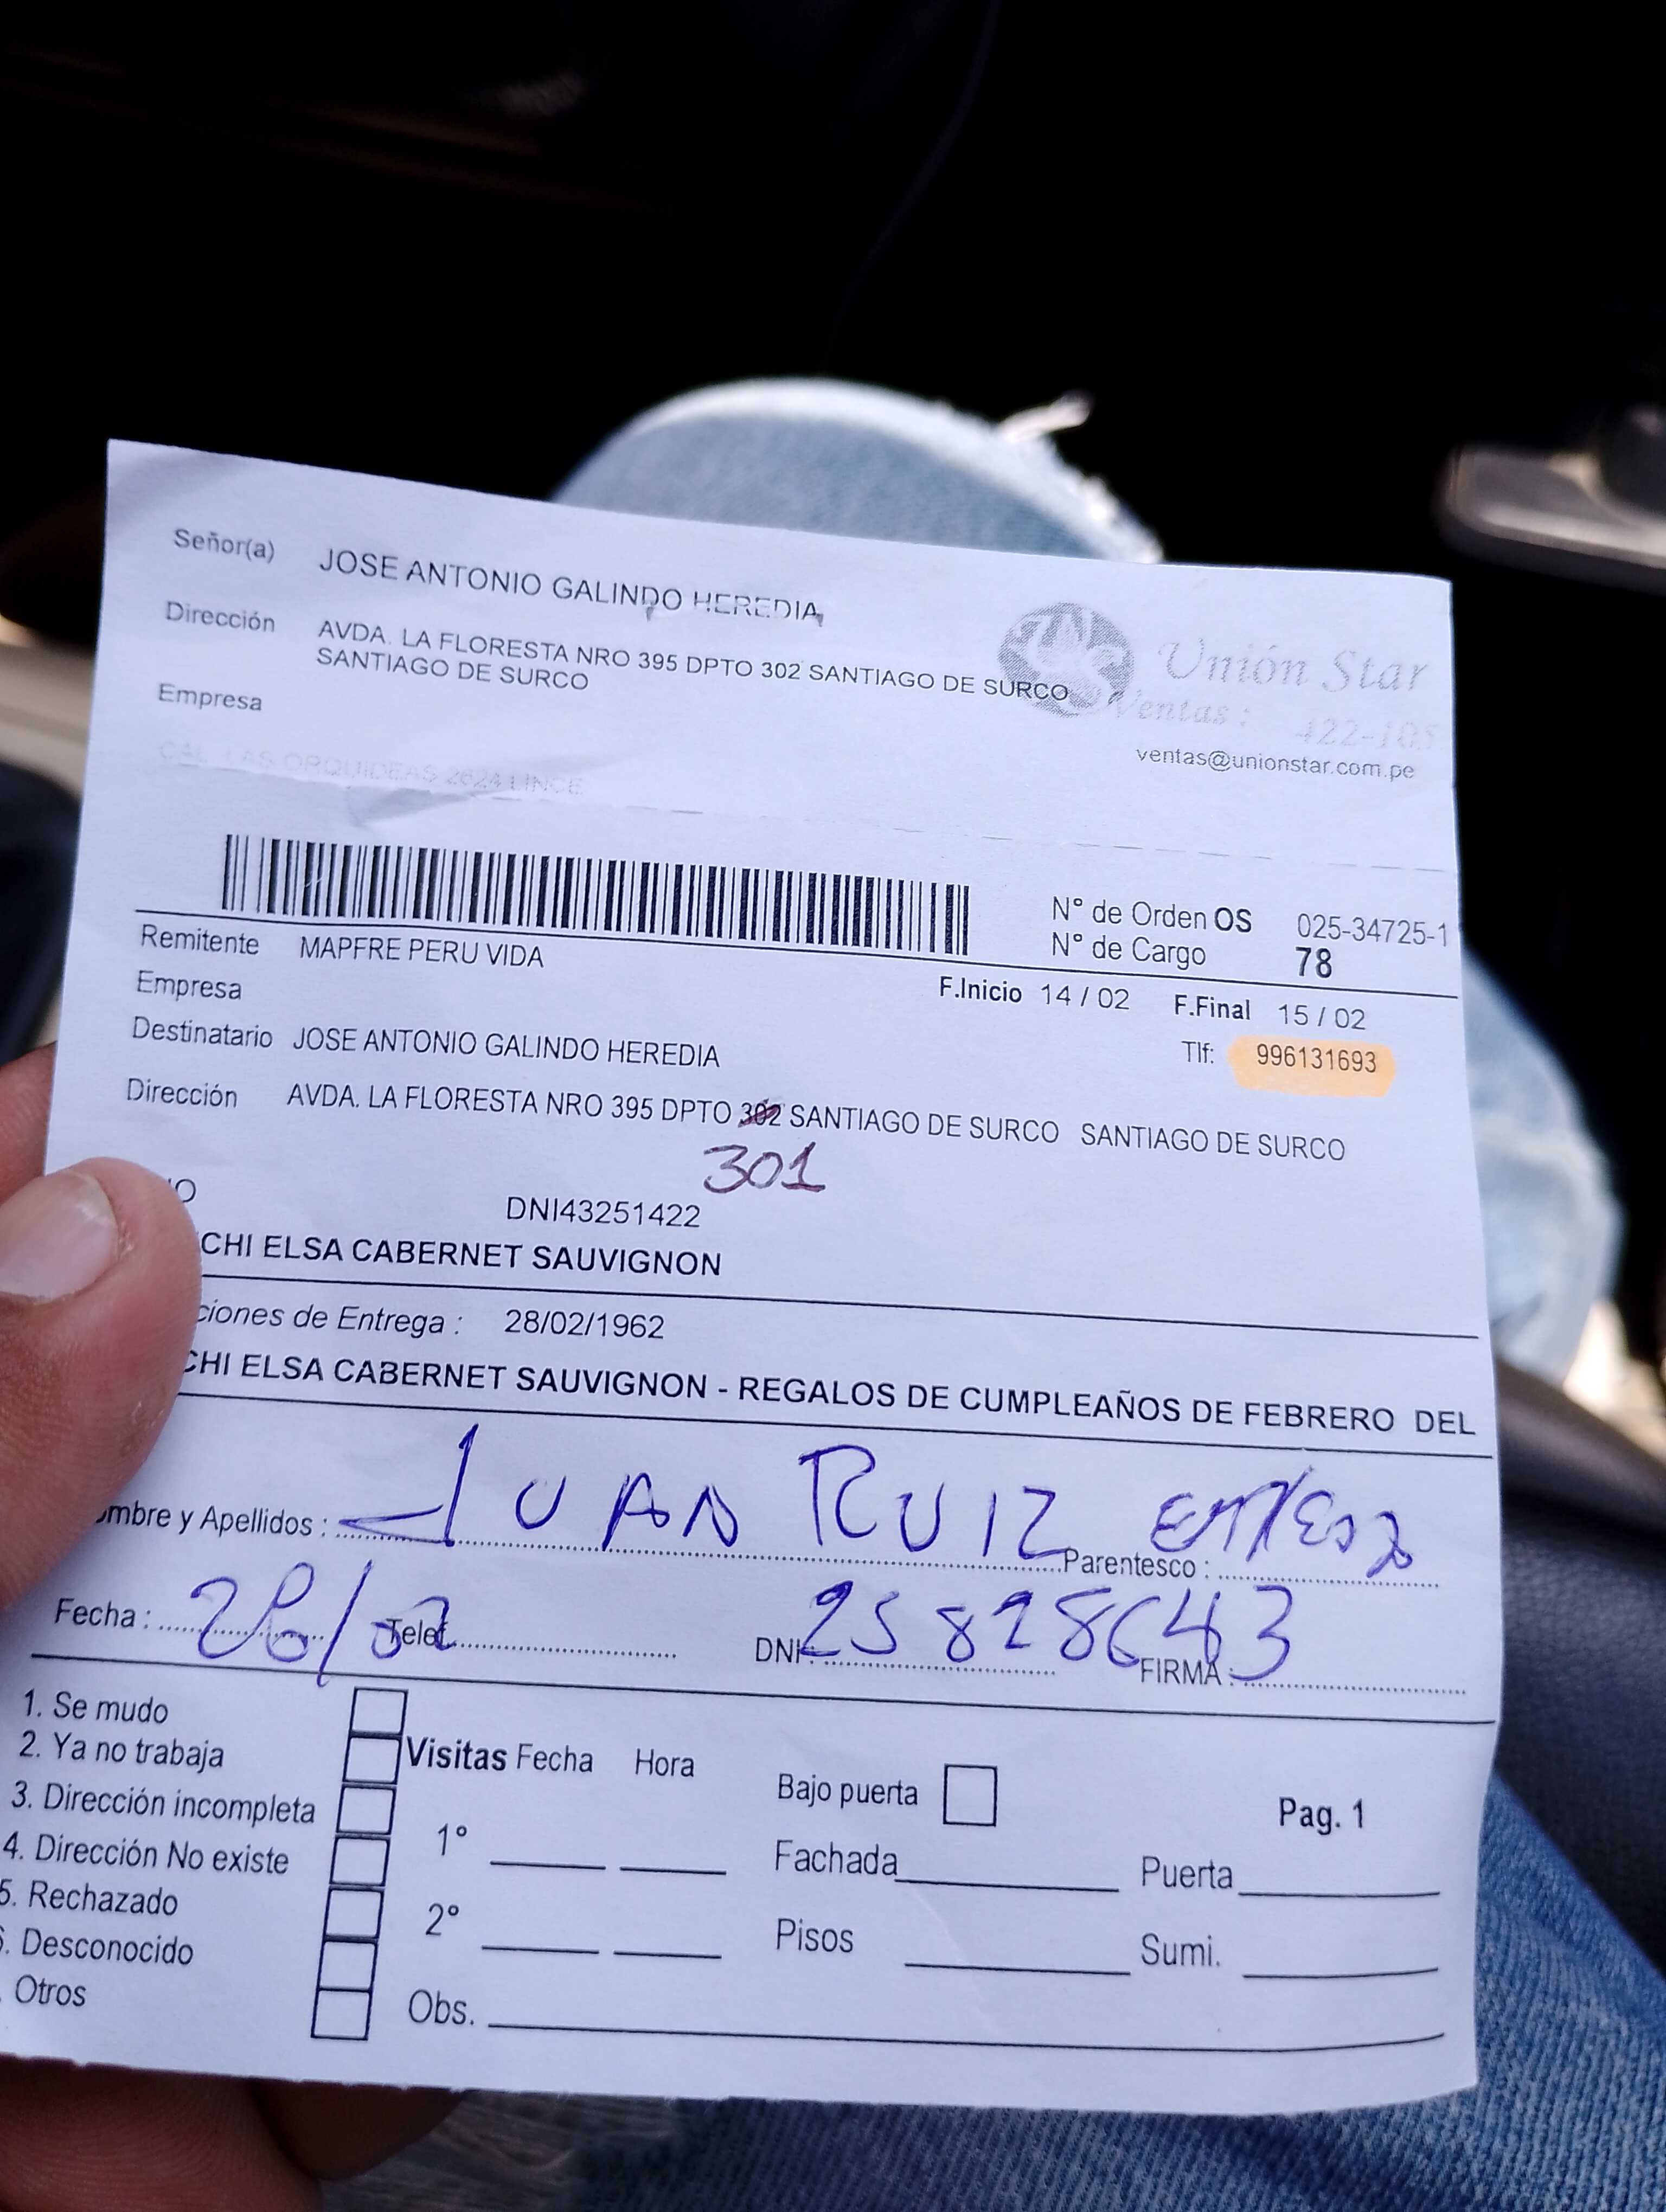 Señor(a) JOSE ANTONIO GALINDO HEREDIA
Dirección AVDA. LA FLORESTA NRO 395 DPTO 302 SANTIAGO DE SURCO
SANTIAGO DE SURCO
Unión Star
Ventas: 422-105
ventas@unionstar.com.pe
Empresa
CAL. LAS ORQUIDEAS 2624 LINCE
N° de Orden OS 025-34725-1
N° de Cargo 78
Remitente MAPFRE PERU VIDA
F.Inicio 14 / 02 F.Final 15 / 02
Empresa
Destinatario JOSE ANTONIO GALINDO HEREDIA Tlf: 996131693
Dirección AVDA. LA FLORESTA NRO 395 DPTO 302 SANTIAGO DE SURCO SANTIAGO DE SURCO
301
IO DNI43251422
CHI ELSA CABERNET SAUVIGNON
ciones de Entrega : 28/02/1962
CHI ELSA CABERNET SAUVIGNON - REGALOS DE CUMPLEAÑOS DE FEBRERO DEL
ombre y Apellidos : JUAN RUIZ Parentesco :
Fecha : Telef. DNI: 25828643 FIRMA :
1. Se mudo
2. Ya no trabaja
3. Dirección incompleta
4. Dirección No existe
5. Rechazado
6. Desconocido
. Otros
Visitas Fecha Hora
1°
2°
Obs.
Bajo puerta
Fachada
Pisos
Pag. 1
Puerta
Sumi.